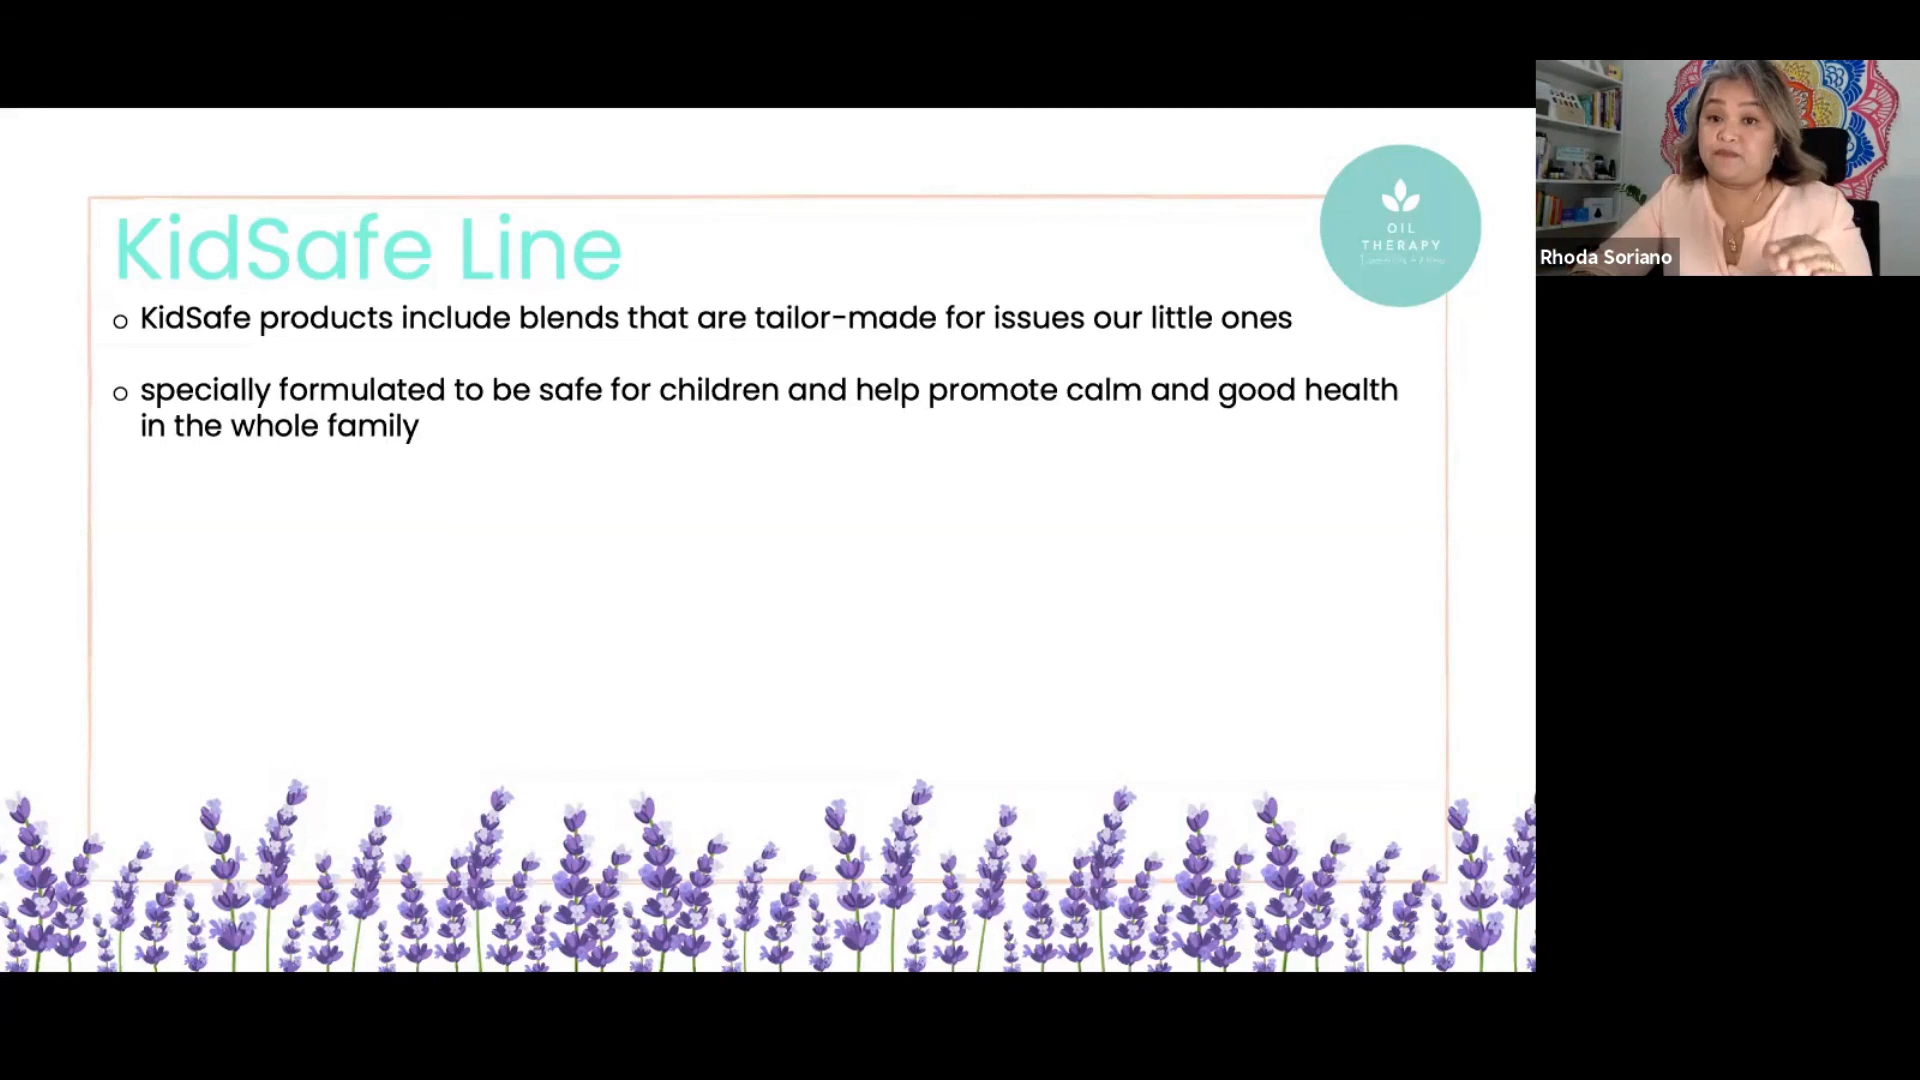 KidSafe Line
KidSafe products include blends that are tailor-made for issues our little ones
specially formulated to be safe for children and help promote calm and good health
in the whole family
OIL
THERAPY
Rhoda Soriano